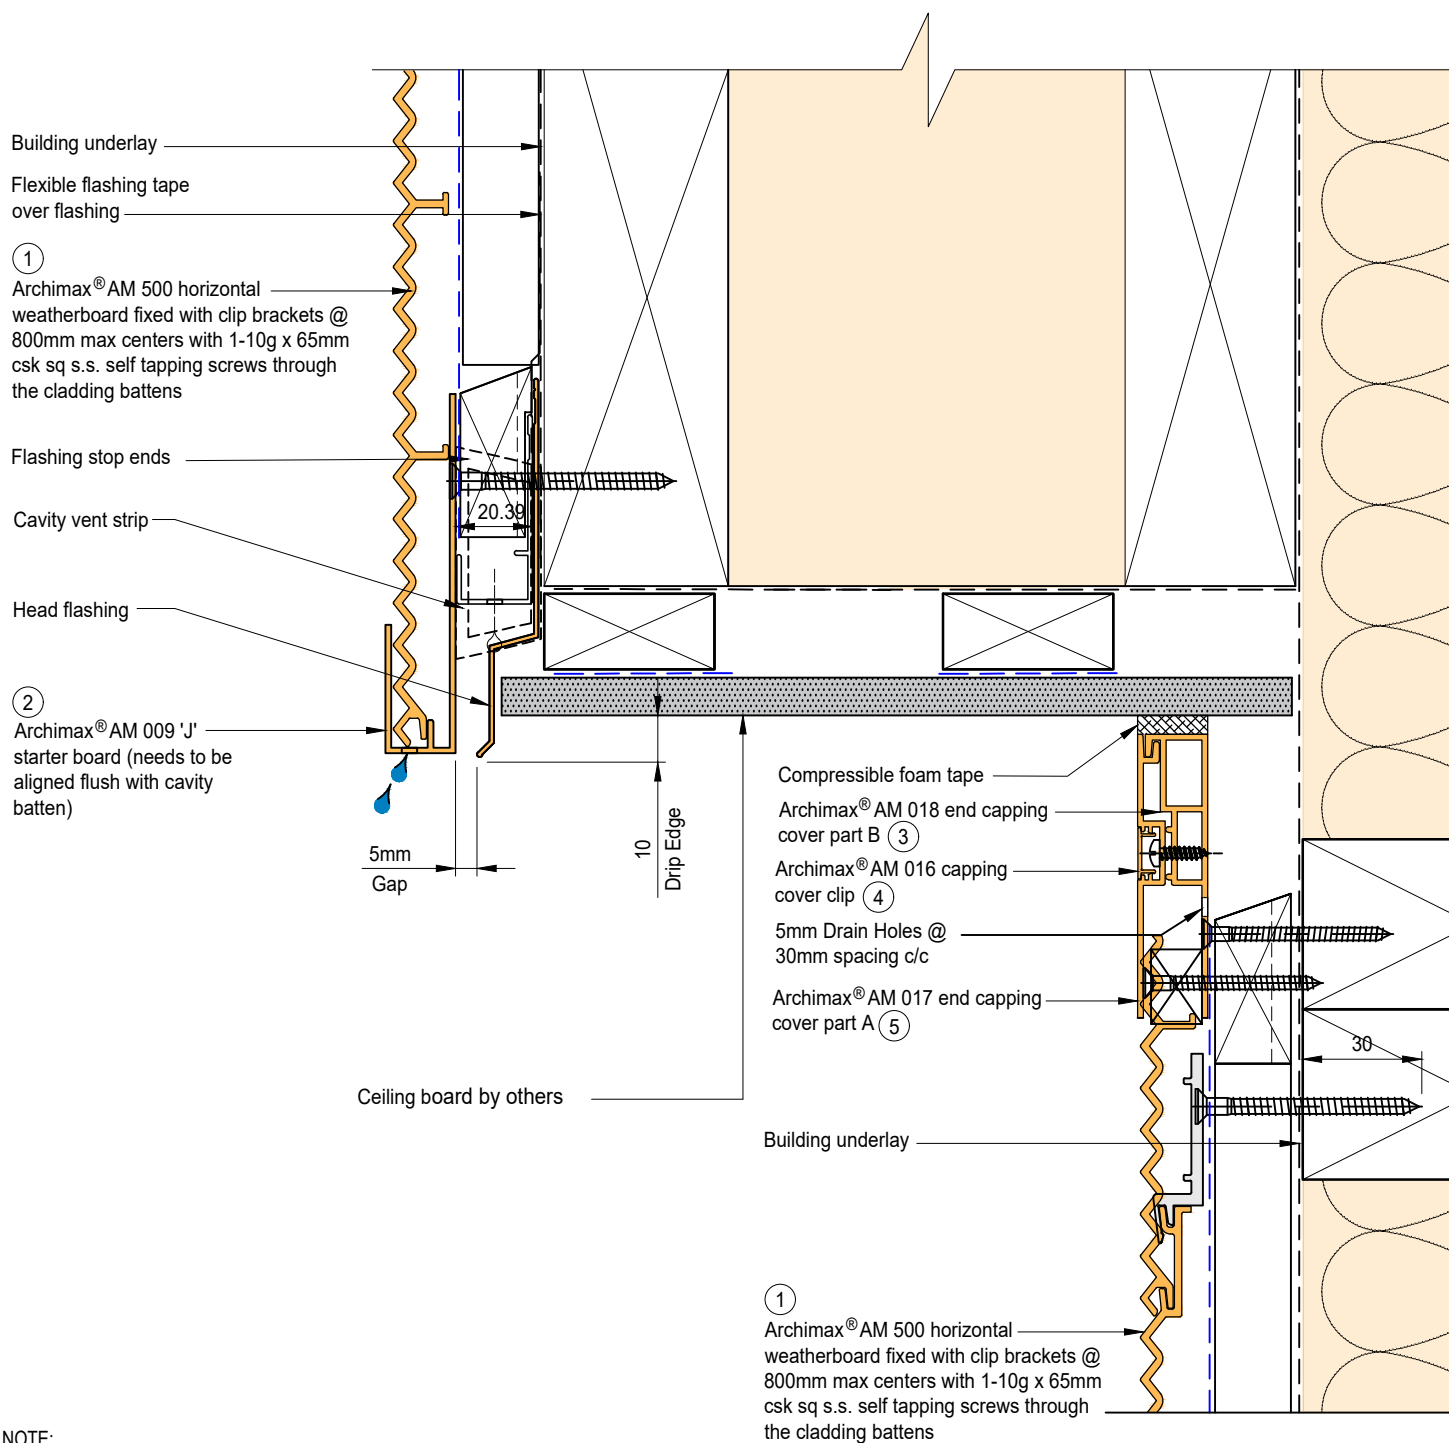 Building underlay
Flexible flashing tape
over flashing
1
Archimax® AM 500 horizontal
weatherboard fixed with clip brackets @
800mm max centers with 1-10g x 65mm
csk sq s.s. self tapping screws through
the cladding battens
Flashing stop ends
20.39
Cavity vent strip
Head flashing
2
Archimax® AM 009 'J'
starter board (needs to be
aligned flush with cavity
batten)
5mm
Gap
10
Drip Edge
Compressible foam tape
Archimax® AM 018 end capping
cover part B 3
Archimax® AM 016 capping
cover clip 4
5mm Drain Holes @
30mm spacing c/c
Archimax® AM 017 end capping
cover part A 5
30
Ceiling board by others
Building underlay
1
Archimax® AM 500 horizontal
weatherboard fixed with clip brackets @
800mm max centers with 1-10g x 65mm
csk sq s.s. self tapping screws through
the cladding battens
NOTE: